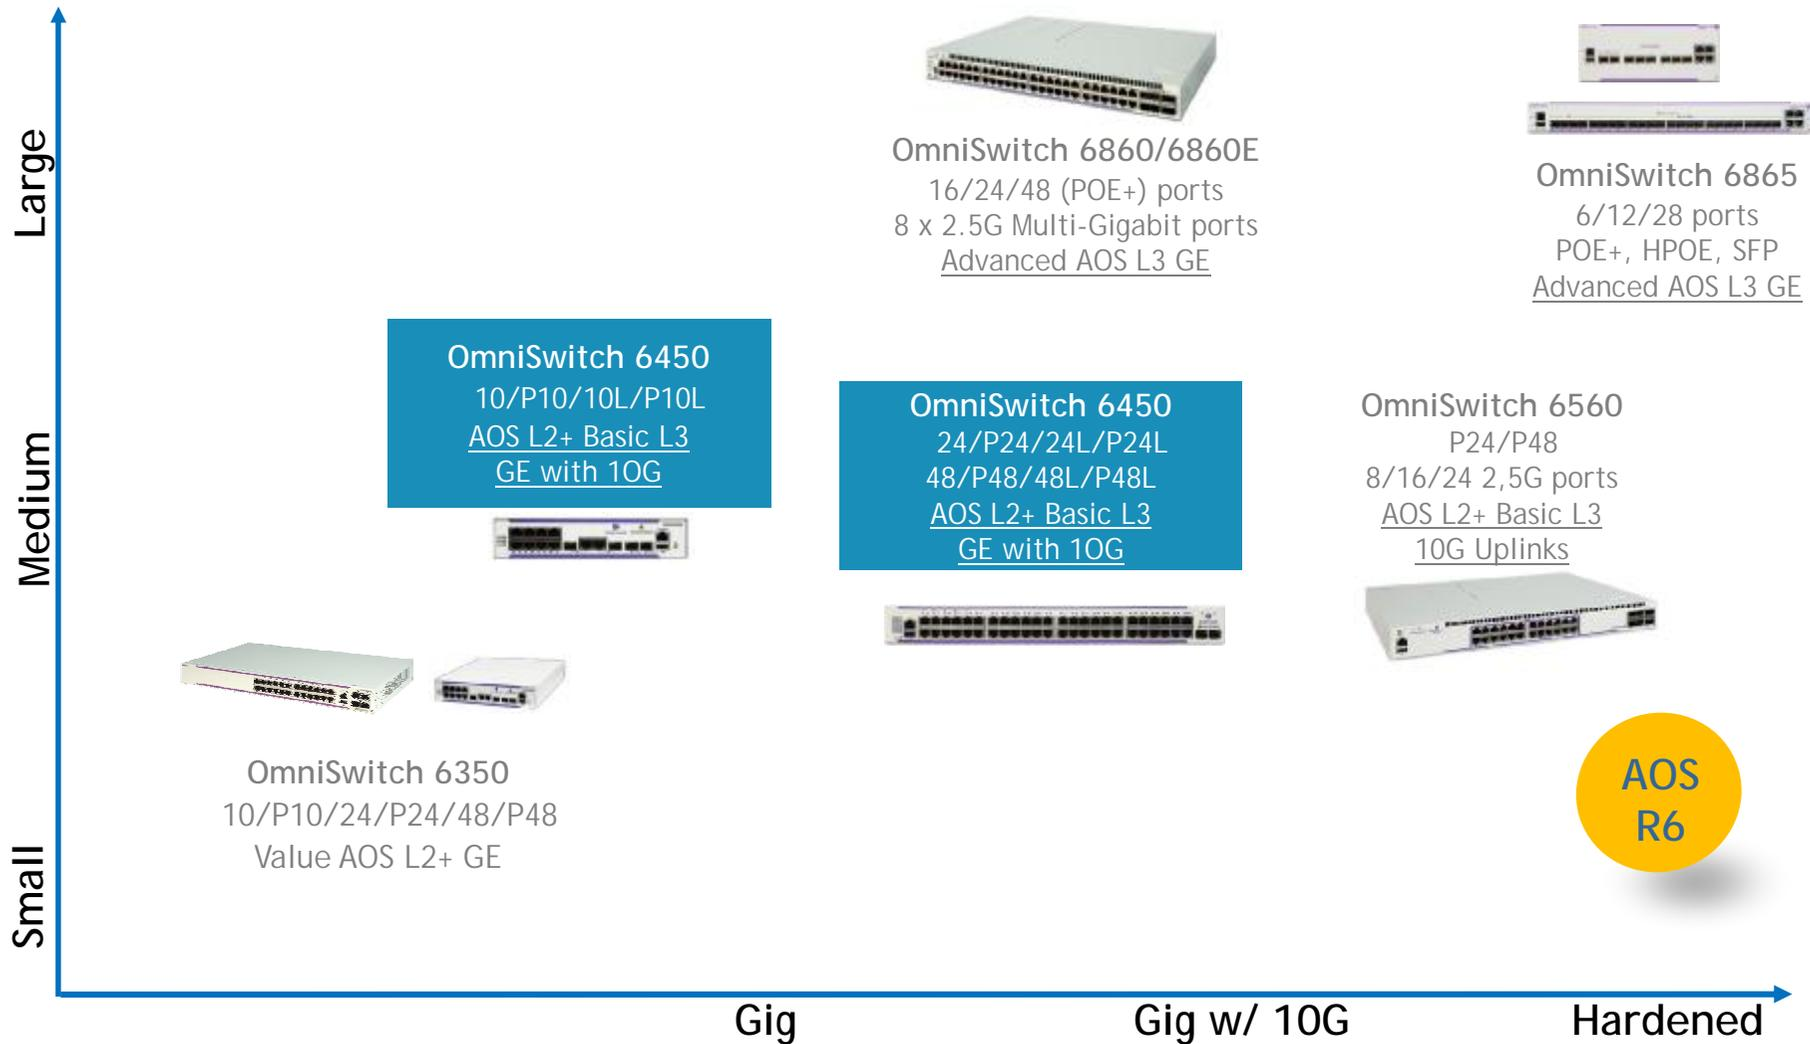 Large
Medium
Small
OmniSwitch 6860/6860E
16/24/48 (POE+) ports
8 x 2.5G Multi-Gigabit ports
Advanced AOS L3 GE
OmniSwitch 6865
6/12/28 ports
POE+, HPOE, SFP
Advanced AOS L3 GE
OmniSwitch 6450
10/P10/10L/P10L
AOS L2+ Basic L3
GE with 1OG
OmniSwitch 6450
24/P24/24L/P24L
48/P48/48L/P48L
AOS L2+ Basic L3
GE with 1OG
OmniSwitch 6560
P24/P48
8/16/24 2,5G ports
AOS L2+ Basic L3
10G Uplinks
OmniSwitch 6350
10/P10/24/P24/48/P48
Value AOS L2+ GE
AOS
R6
Gig
Gig w/ 10G
Hardened